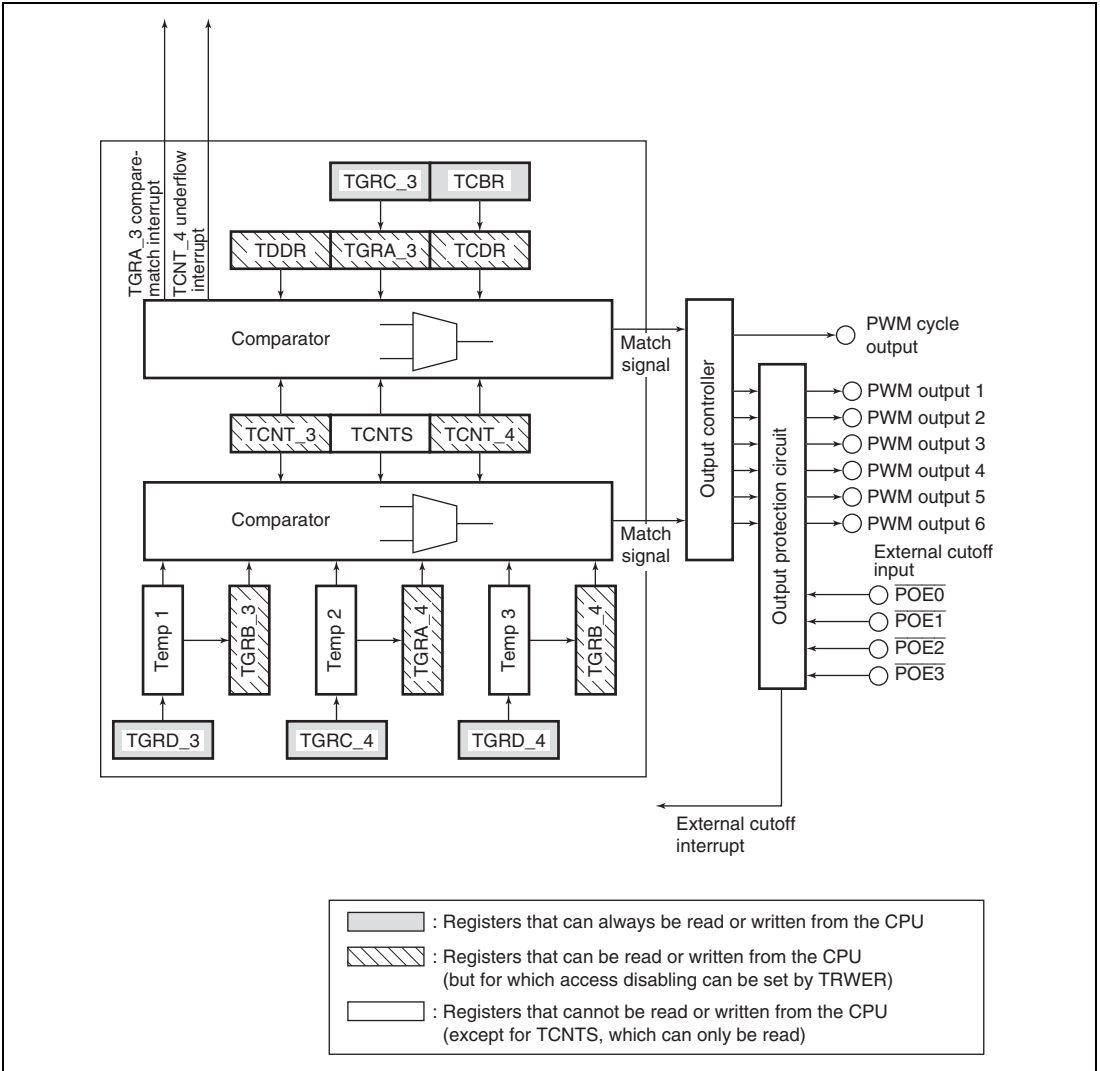 TGRA_3 compare-
match interrupt
TCNT_4 underflow
interrupt
TGRC_3
TCBR
TDDR
TGRA_3
TCDR
Comparator
Match
signal
TCNT_3
TCNTS
TCNT_4
Comparator
Match
signal
Temp 1
TGRB_3
Temp 2
TGRA_4
Temp 3
TGRB_4
TGRD_3
TGRC_4
TGRD_4
Output controller
Output protection circuit
PWM cycle
output
PWM output 1
PWM output 2
PWM output 3
PWM output 4
PWM output 5
PWM output 6
External cutoff
input
POE0
POE1
POE2
POE3
External cutoff
interrupt
: Registers that can always be read or written from the CPU
: Registers that can be read or written from the CPU
(but for which access disabling can be set by TRWER)
: Registers that cannot be read or written from the CPU
(except for TCNTS, which can only be read)